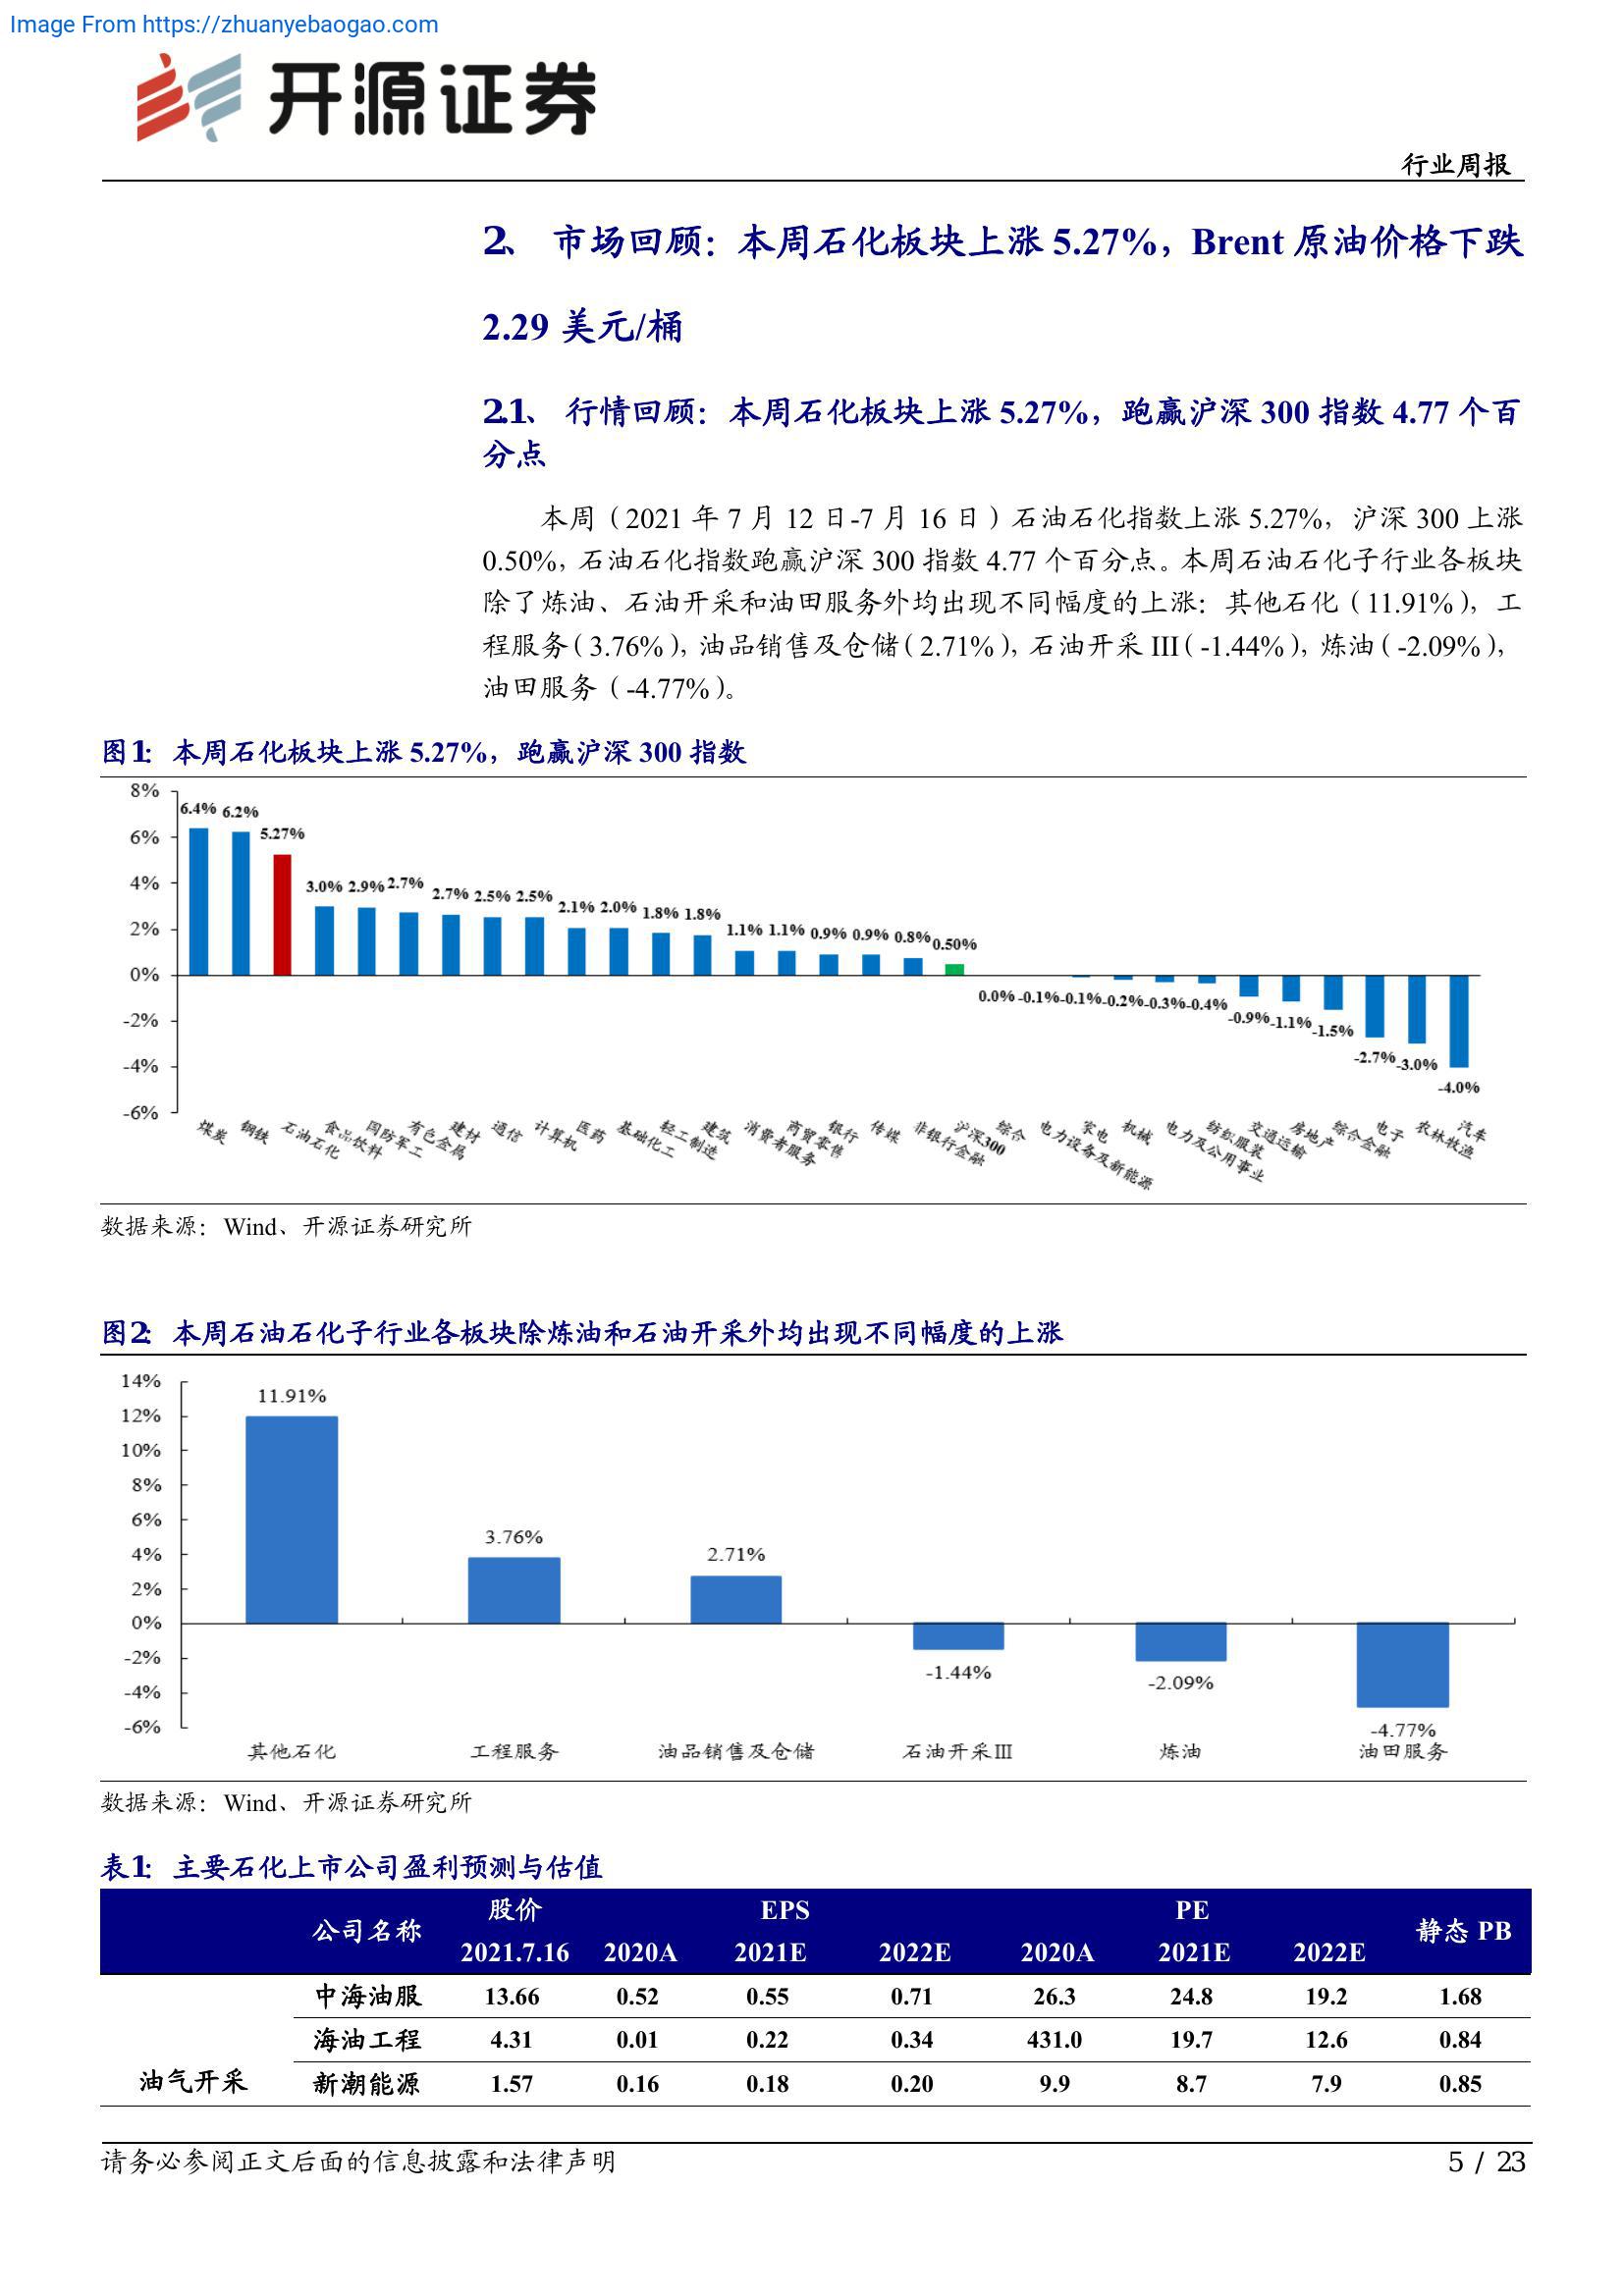 Image From https://zhuanyebaogao.com
开源证券
行业周报
2、 市场回顾：本周石化板块上涨 5.27%，Brent 原油价格下跌
2.29 美元/桶
2.1、 行情回顾：本周石化板块上涨 5.27%，跑赢沪深 300 指数 4.77 个百
分点
本周（2021 年 7 月 12 日-7 月 16 日）石油石化指数上涨 5.27%，沪深 300 上涨
0.50%，石油石化指数跑赢沪深 300 指数 4.77 个百分点。本周石油石化子行业各板块
除了炼油、石油开采和油田服务外均出现不同幅度的上涨：其他石化（11.91%），工
程服务（3.76%），油品销售及仓储（2.71%），石油开采 III（-1.44%），炼油（-2.09%），
油田服务（-4.77%）。
图1： 本周石化板块上涨 5.27%，跑赢沪深 300 指数
8%
6%
4%
2%
0%
-2%
-4%
-6%
6.4% 6.2% 5.27% 3.0% 2.9% 2.7% 2.7% 2.5% 2.5% 2.1% 2.0% 1.8% 1.8% 1.1% 1.1% 0.9% 0.9% 0.8% 0.50% 0.0% -0.1% -0.1% -0.2% -0.3% -0.4% -0.9% -1.1% -1.5% -2.7% -3.0% -4.0%
煤炭 钢铁 石油石化 食品饮料 国防军工 有色金属 建材 通信 计算机 医药 基础化工 轻工制造 建筑 消费者服务 商贸零售 银行 传媒 非银行金融 沪深300 综合 电力设备及新能源 家电 机械 电力及公用事业 纺织服装 交通运输 房地产 综合金融 电子 农林牧渔 汽车
数据来源：Wind、开源证券研究所
图2： 本周石油石化子行业各板块除炼油和石油开采外均出现不同幅度的上涨
14%
12%
10%
8%
6%
4%
2%
0%
-2%
-4%
-6%
11.91% 3.76% 2.71% -1.44% -2.09% -4.77%
其他石化 工程服务 油品销售及仓储 石油开采III 炼油 油田服务
数据来源：Wind、开源证券研究所
表1： 主要石化上市公司盈利预测与估值
公司名称 股价 EPS PE 静态 PB
2021.7.16 2020A 2021E 2022E 2020A 2021E 2022E
中海油服 13.66 0.52 0.55 0.71 26.3 24.8 19.2 1.68
海油工程 4.31 0.01 0.22 0.34 431.0 19.7 12.6 0.84
油气开采 新潮能源 1.57 0.16 0.18 0.20 9.9 8.7 7.9 0.85
请务必参阅正文后面的信息披露和法律声明
5 / 23